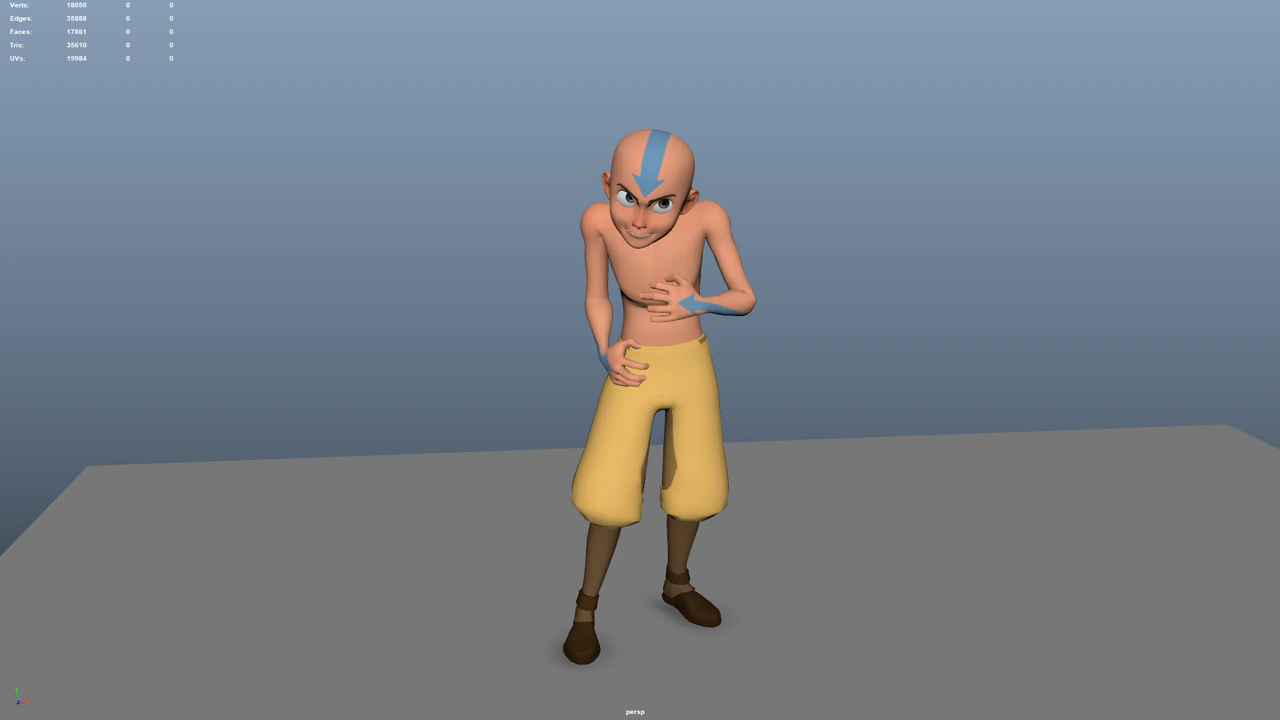 Verts: 18050 0 0
Edges: 35888 0 0
Faces: 17861 0 0
Tris: 35610 0 0
UVs: 19984 0 0
persp